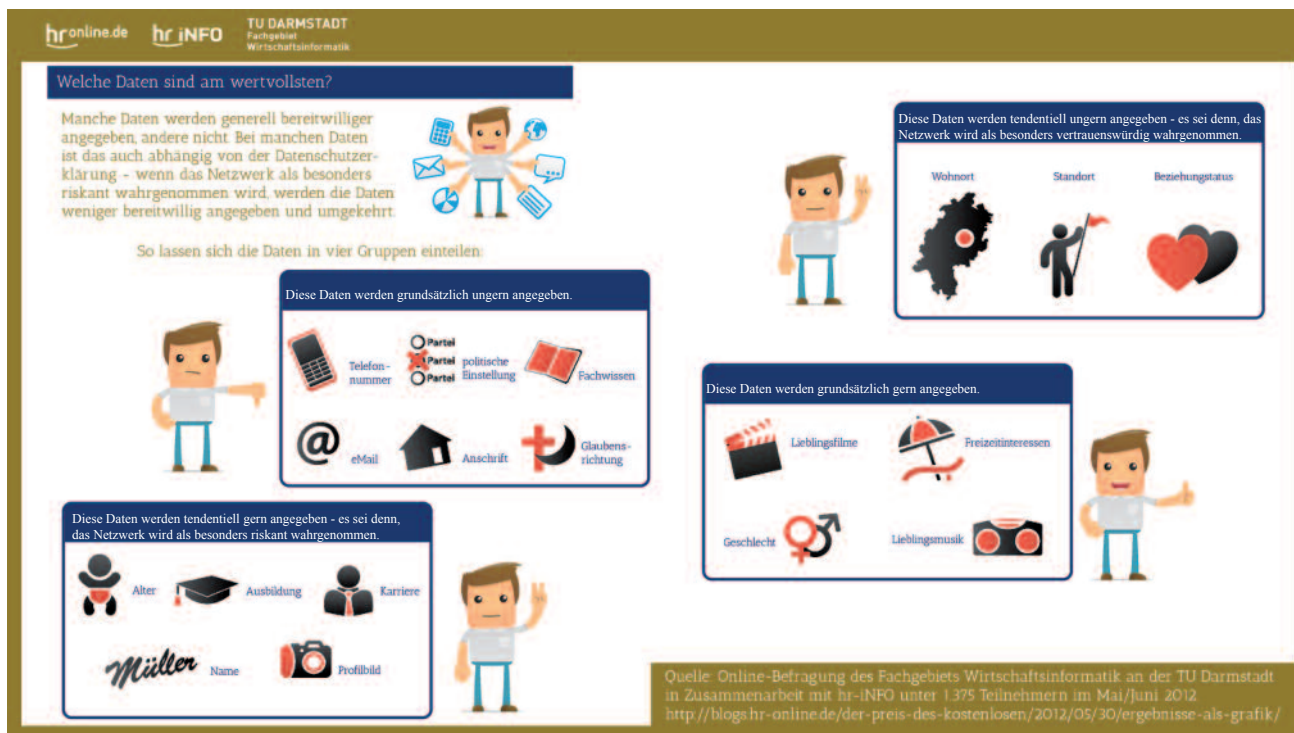 hronline.de
hr iNFO
TU DARMSTADT
Fachgebiet
Wirtschaftsinformatik
Welche Daten sind am wertvollsten?
Manche Daten werden generell bereitwilliger
angegeben, andere nicht. Bei manchen Daten
ist das auch abhängig von der Datenschutzer-
klärung - wenn das Netzwerk als besonders
riskant wahrgenommen wird, werden die Daten
weniger bereitwillig angegeben und umgekehrt.
So lassen sich die Daten in vier Gruppen einteilen:
Diese Daten werden grundsätzlich ungern angegeben.
Telefon-
nummer
Partei
Partei
Partei
politische
Einstellung
Fachwissen
@
eMail
Anschrift
Glaubens-
richtung
Diese Daten werden tendentiell gern angegeben - es sei denn,
das Netzwerk wird als besonders riskant wahrgenommen.
Alter
Ausbildung
Karriere
Müller
Name
Profilbild
Diese Daten werden tendentiell ungern angegeben - es sei denn, das
Netzwerk wird als besonders vertrauenswürdig wahrgenommen.
Wohnort
Standort
Beziehungstatus
Diese Daten werden grundsätzlich gern angegeben.
Lieblingsfilme
Freizeitinteressen
Geschlecht
Lieblingsmusik
Quelle: Online-Befragung des Fachgebiets Wirtschaftsinformatik an der TU Darmstadt
in Zusammenarbeit mit hr-iNFO unter 1.375 Teilnehmern im Mai/Juni 2012
http://blogs.hr-online.de/der-preis-des-kostenlosen/2012/05/30/ergebnisse-als-grafik/